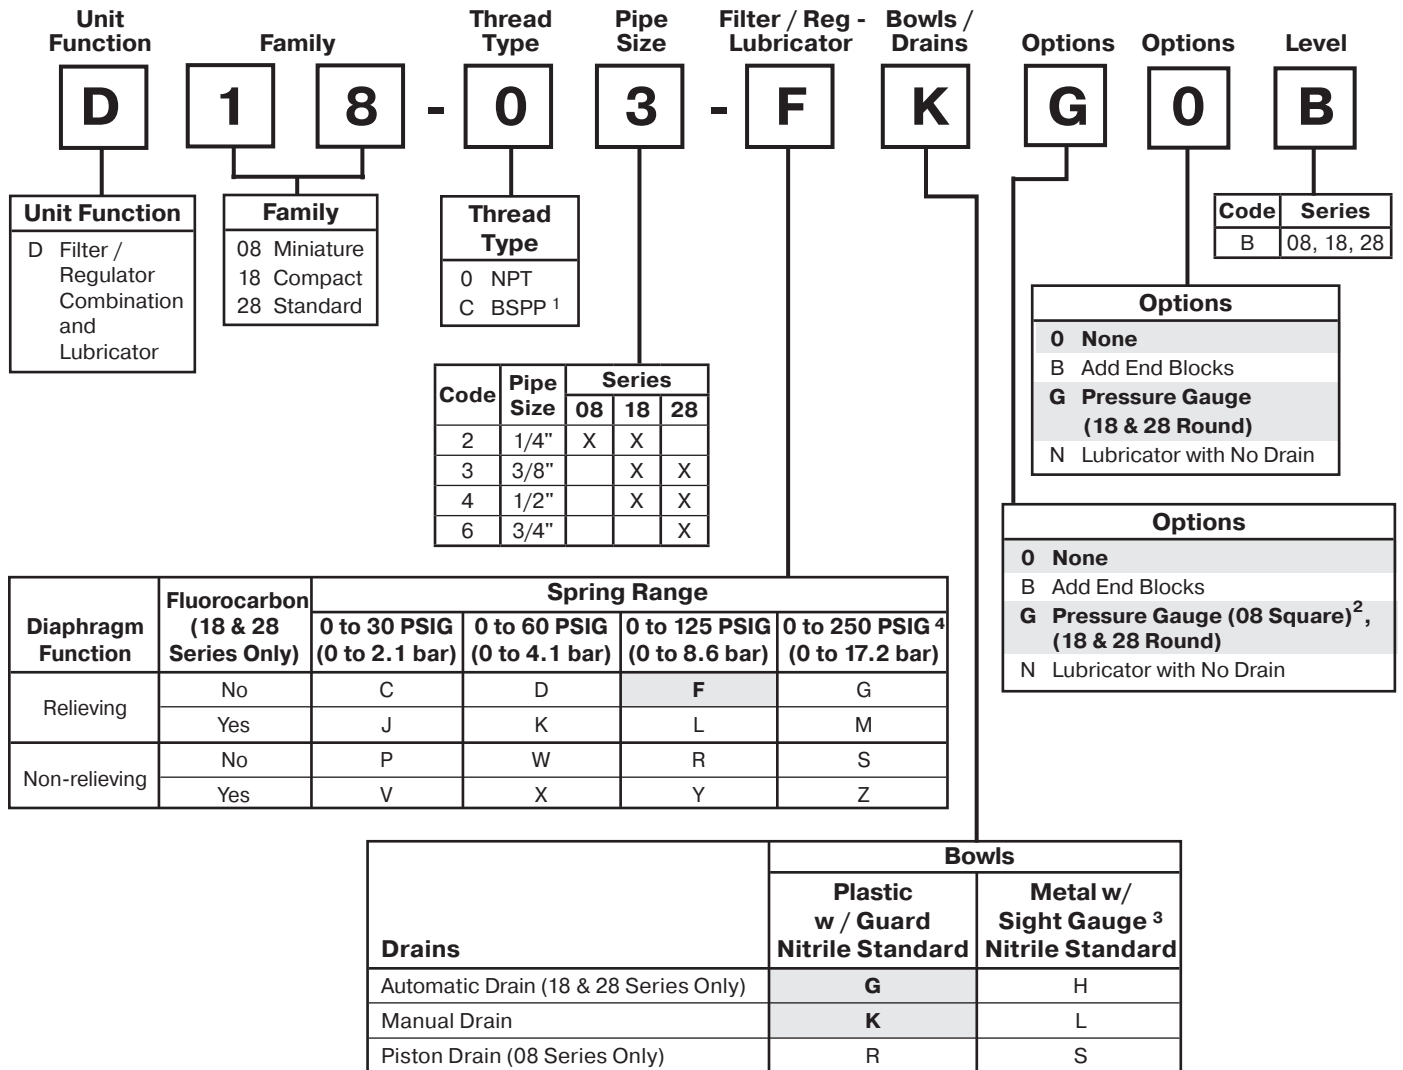 Unit Function
Family
Thread Type
Pipe Size
Filter / Reg - Lubricator
Bowls / Drains
Options
Options
Level
D 1 8 - 0 3 - F K G 0 B
Unit Function
D Filter /
Regulator
Combination
and
Lubricator
Family
08 Miniature
18 Compact
28 Standard
Thread
Type
0 NPT
C BSPP 1
Code Series
B 08, 18, 28
Options
0 None
B Add End Blocks
G Pressure Gauge
(18 & 28 Round)
N Lubricator with No Drain
Code Pipe Size Series
08 18 28
2 1/4" X X
3 3/8" X X
4 1/2" X X
6 3/4" X
Options
0 None
B Add End Blocks
G Pressure Gauge (08 Square)2,
(18 & 28 Round)
N Lubricator with No Drain
Diaphragm Function
Fluorocarbon (18 & 28 Series Only)
Spring Range
0 to 30 PSIG (0 to 2.1 bar)
0 to 60 PSIG (0 to 4.1 bar)
0 to 125 PSIG (0 to 8.6 bar)
0 to 250 PSIG 4 (0 to 17.2 bar)
Relieving
No C D F G
Yes J K L M
Non-relieving
No P W R S
Yes V X Y Z
Drains
Bowls
Plastic w / Guard Nitrile Standard
Metal w/ Sight Gauge 3 Nitrile Standard
Automatic Drain (18 & 28 Series Only) G H
Manual Drain K L
Piston Drain (08 Series Only) R S